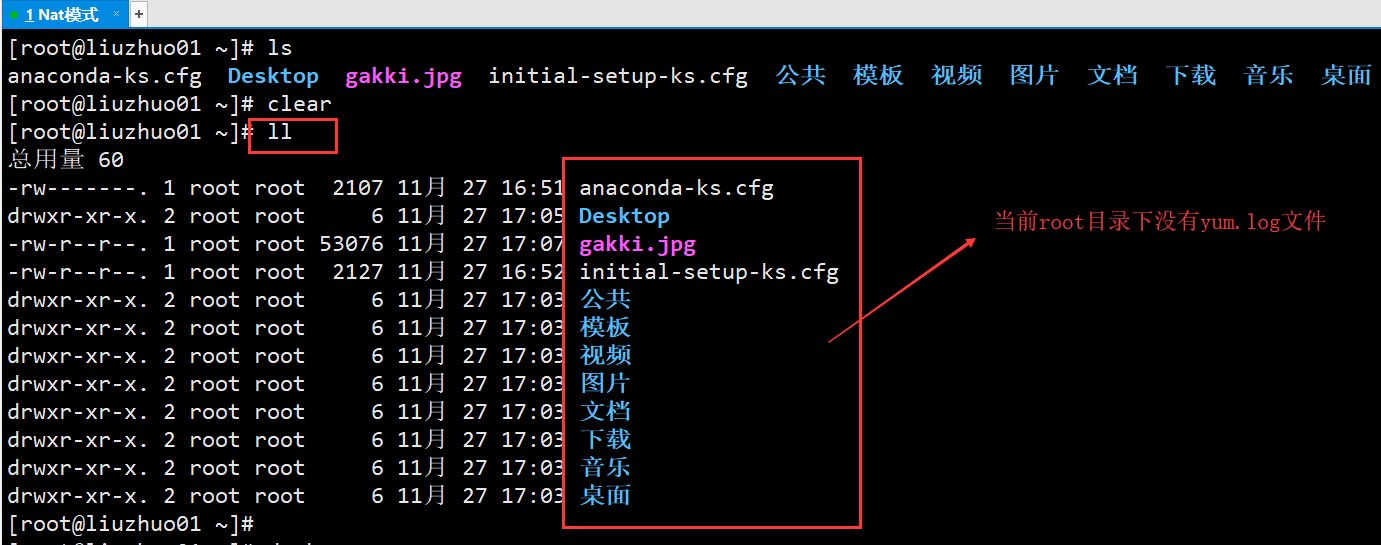 1 Nat模式 × +
[root@liuzhuo01 ~]# ls
anaconda-ks.cfg  Desktop  gakki.jpg  initial-setup-ks.cfg  公共  模板  视频  图片  文档  下载  音乐  桌面
[root@liuzhuo01 ~]# clear
[root@liuzhuo01 ~]# ll
总用量 60
-rw-------. 1 root root  2107 11月 27 16:51 anaconda-ks.cfg
drwxr-xr-x. 2 root root     6 11月 27 17:05 Desktop
-rw-r--r--. 1 root root 53076 11月 27 17:07 gakki.jpg
-rw-r--r--. 1 root root  2127 11月 27 16:52 initial-setup-ks.cfg
drwxr-xr-x. 2 root root     6 11月 27 17:03 公共
drwxr-xr-x. 2 root root     6 11月 27 17:03 模板
drwxr-xr-x. 2 root root     6 11月 27 17:03 视频
drwxr-xr-x. 2 root root     6 11月 27 17:03 图片
drwxr-xr-x. 2 root root     6 11月 27 17:03 文档
drwxr-xr-x. 2 root root     6 11月 27 17:03 下载
drwxr-xr-x. 2 root root     6 11月 27 17:03 音乐
drwxr-xr-x. 2 root root     6 11月 27 17:03 桌面
[root@liuzhuo01 ~]#
当前root目录下没有yum.log文件